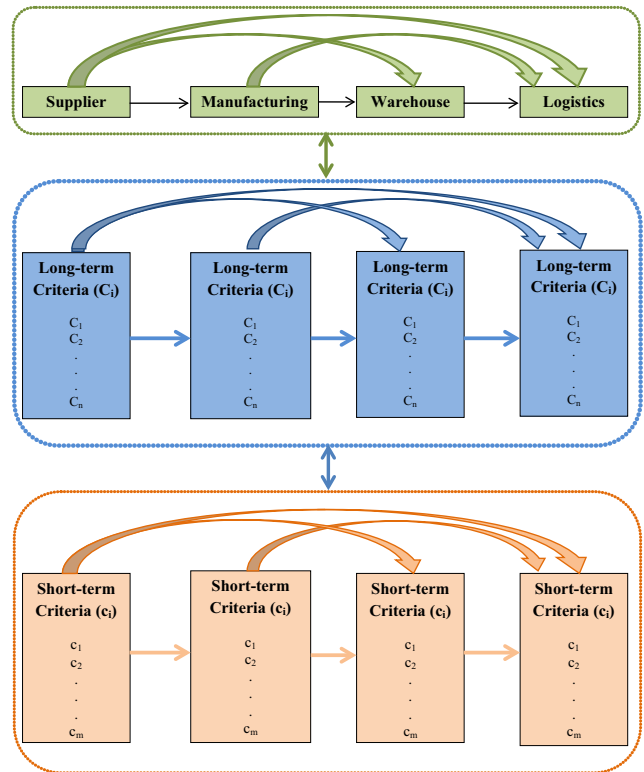 Supplier
Manufacturing
Warehouse
Logistics
Long-term
Criteria (Cᵢ)
C₁
C₂
.
.
.
Cₙ
Long-term
Criteria (Cᵢ)
C₁
C₂
.
.
.
Cₙ
Long-term
Criteria (Cᵢ)
C₁
C₂
.
.
.
Cₙ
Long-term
Criteria (Cᵢ)
C₁
C₂
.
.
.
Cₙ
Short-term
Criteria (cᵢ)
c₁
c₂
.
.
.
cₘ
Short-term
Criteria (cᵢ)
c₁
c₂
.
.
.
cₘ
Short-term
Criteria (cᵢ)
c₁
c₂
.
.
.
cₘ
Short-term
Criteria (cᵢ)
c₁
c₂
.
.
.
cₘ